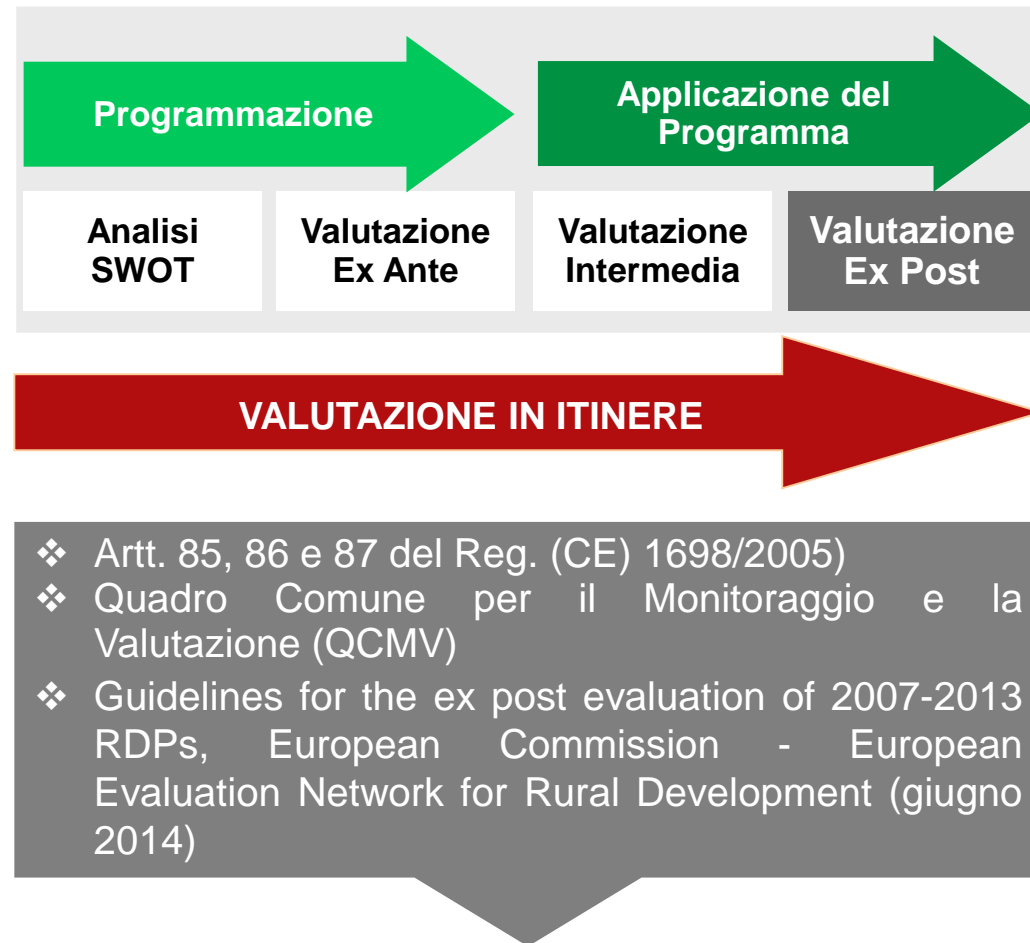 Programmazione
Applicazione del
Programma
Analisi
SWOT
Valutazione
Ex Ante
Valutazione
Intermedia
Valutazione
Ex Post
VALUTAZIONE IN ITINERE
❖ Artt. 85, 86 e 87 del Reg. (CE) 1698/2005)
❖ Quadro Comune per il Monitoraggio e la
Valutazione (QCMV)
❖ Guidelines for the ex post evaluation of 2007-2013
RDPs, European Commission - European
Evaluation Network for Rural Development (giugno
2014)